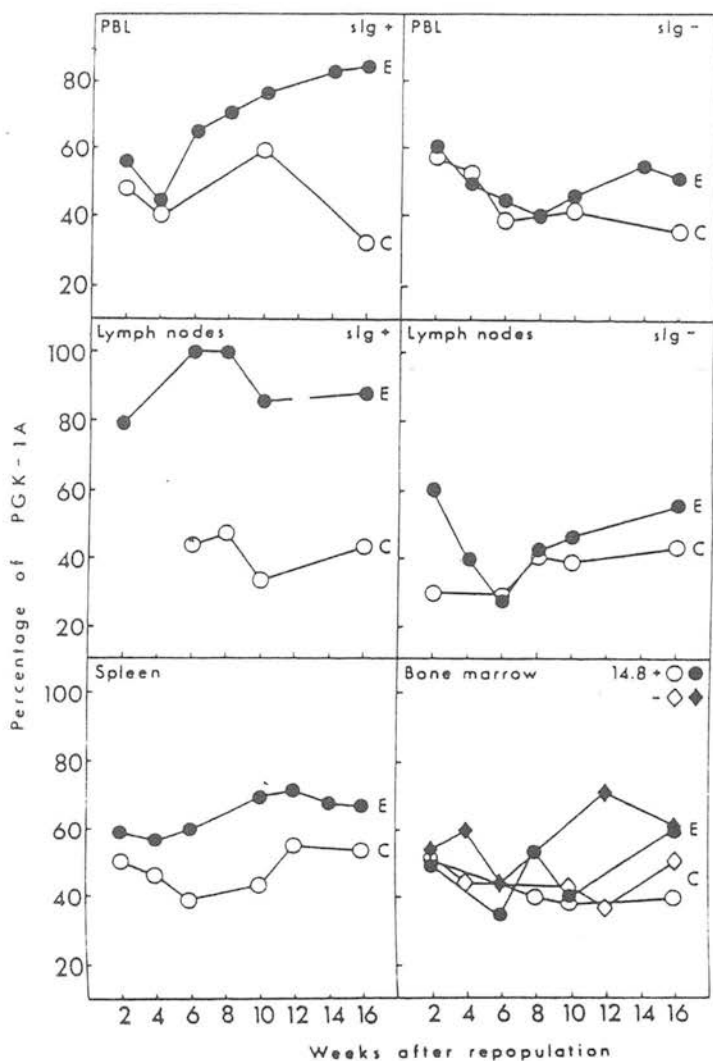 PBL sIg + PBL sIg -
80 E
60
E
40
C C
20
Lymph nodes sIg + Lymph nodes sIg -
100
E
80
60
E
C C
40
20
Percentage of PGK-1A
Spleen Bone marrow 14.8 +
-
100
80
E E
60
C C
40
20
2 4 6 8 10 12 14 16 2 4 6 8 10 12 14 16
Weeks after repopulation